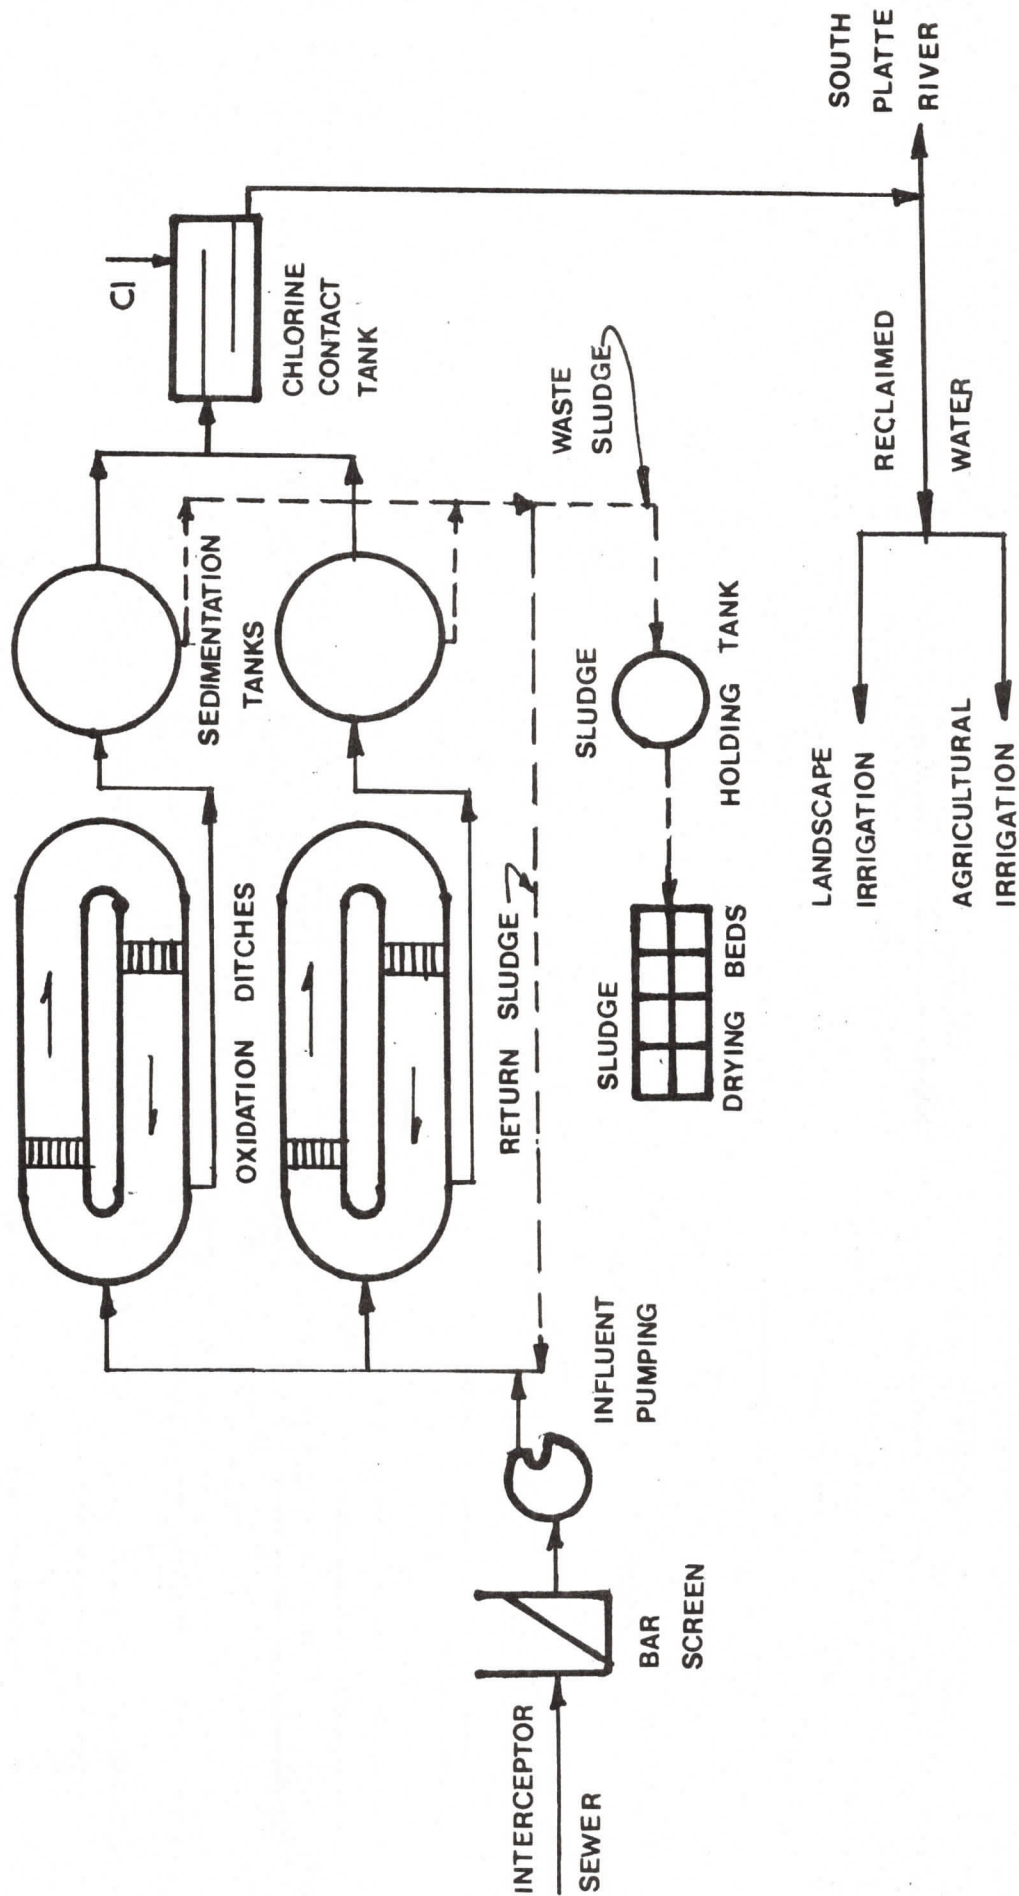 INTERCEPTOR
SEWER
BAR
SCREEN
INFLUENT
PUMPING
OXIDATION DITCHES
RETURN SLUDGE
SEDIMENTATION
TANKS
Cl
CHLORINE
CONTACT
TANK
WASTE
SLUDGE
SLUDGE
HOLDING TANK
SLUDGE
DRYING BEDS
RECLAIMED
WATER
SOUTH
PLATTE
RIVER
LANDSCAPE
IRRIGATION
AGRICULTURAL
IRRIGATION